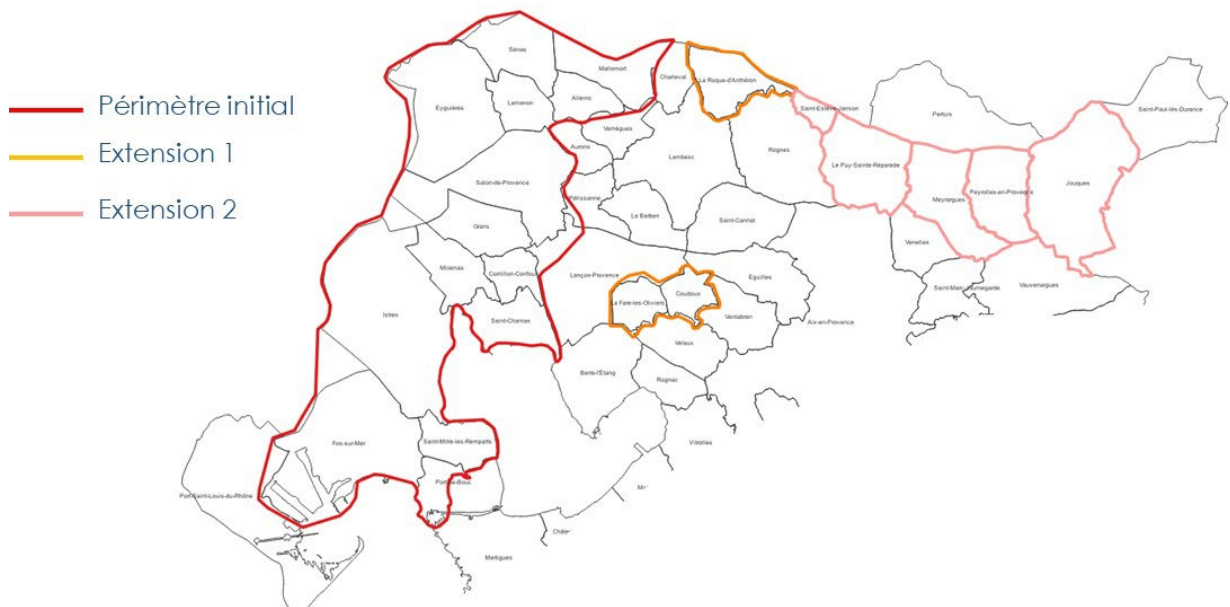 Périmètre initial
Extension 1
Extension 2
Sénas
Mallemort
Charleval
La Roque-d'Anthéron
Eyguières
Lamanon
Alleins
Saint-Estève-Janson
Pertuis
Saint-Paul-lès-Durance
Vernègues
Aurons
Lambesc
Rognes
Le Puy-Sainte-Réparade
Salon-de-Provence
Pélissanne
Peyrolles-en-Provence
Jouques
Meyrargues
Le Barben
Saint-Cannat
Grans
Venelles
Miramas
Cornillon-Confoux
Lançon-Provence
Éguilles
Saint-Marc-Jaumegarde
Vauvenargues
La Fare-les-Oliviers
Coudoux
Istres
Saint-Chamas
Ventabren
Aix-en-Provence
Velaux
Berre-l'Étang
Rognac
Fos-sur-Mer
Saint-Mitre-les-Remparts
Vitrolles
Port-de-Bouc
Port-Saint-Louis-du-Rhône
Châte
Martigues